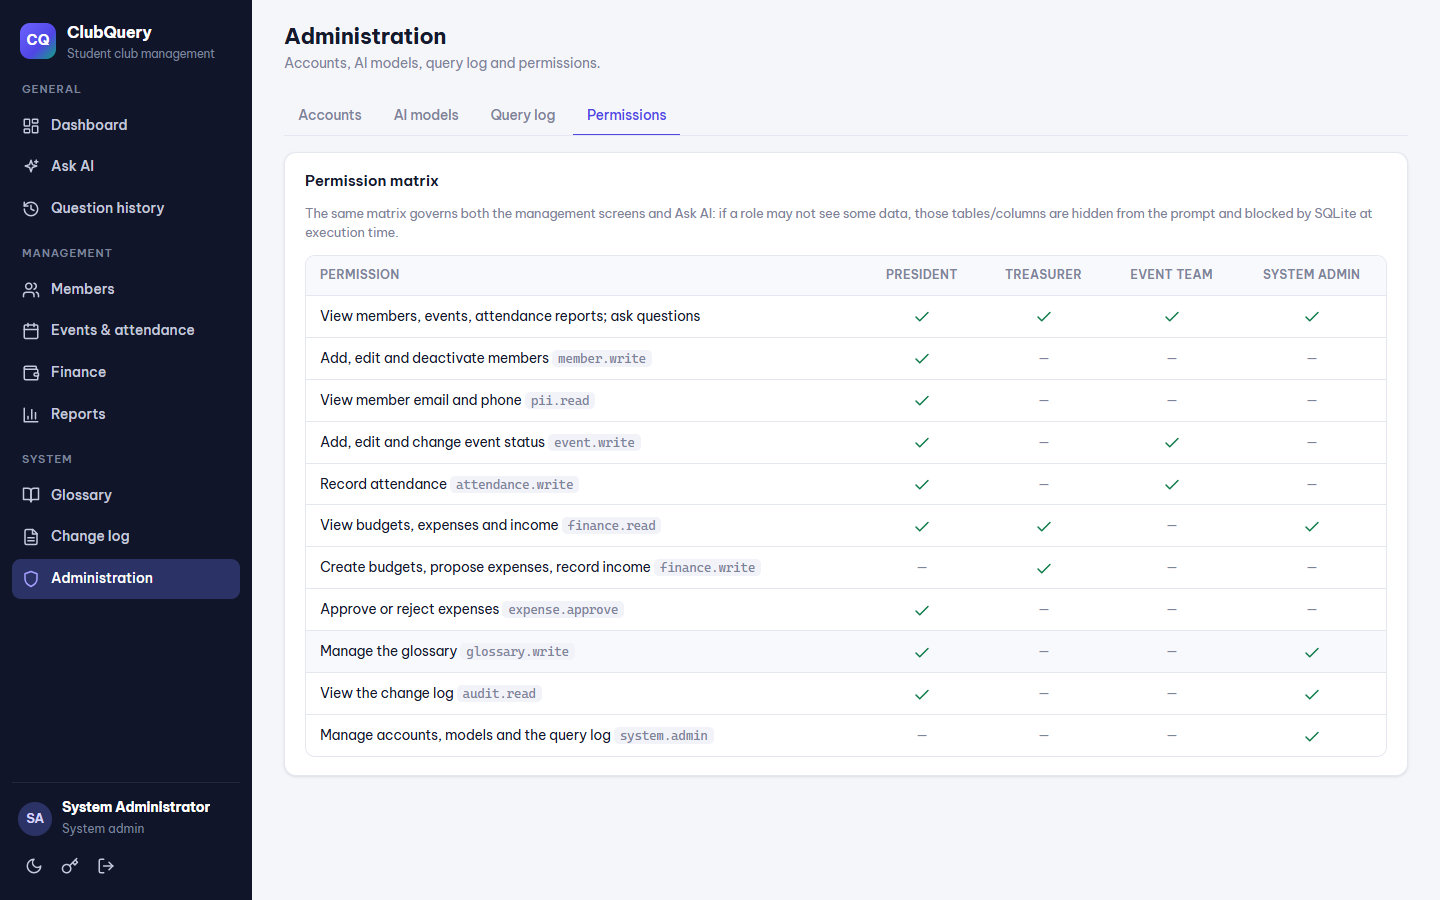 CQ
ClubQuery
Student club management
GENERAL
Dashboard
Ask AI
Question history
MANAGEMENT
Members
Events & attendance
Finance
Reports
SYSTEM
Glossary
Change log
Administration
SA
System Administrator
System admin
Administration
Accounts, AI models, query log and permissions.
Accounts AI models Query log Permissions
Permission matrix
The same matrix governs both the management screens and Ask AI: if a role may not see some data, those tables/columns are hidden from the prompt and blocked by SQLite at
execution time.
PERMISSION PRESIDENT TREASURER EVENT TEAM SYSTEM ADMIN
View members, events, attendance reports; ask questions ✓ ✓ ✓ ✓
Add, edit and deactivate members member.write ✓ – – –
View member email and phone pii.read ✓ – – –
Add, edit and change event status event.write ✓ – ✓ –
Record attendance attendance.write ✓ – ✓ –
View budgets, expenses and income finance.read ✓ ✓ – ✓
Create budgets, propose expenses, record income finance.write – ✓ – –
Approve or reject expenses expense.approve ✓ – – –
Manage the glossary glossary.write ✓ – – ✓
View the change log audit.read ✓ – – ✓
Manage accounts, models and the query log system.admin – – – ✓